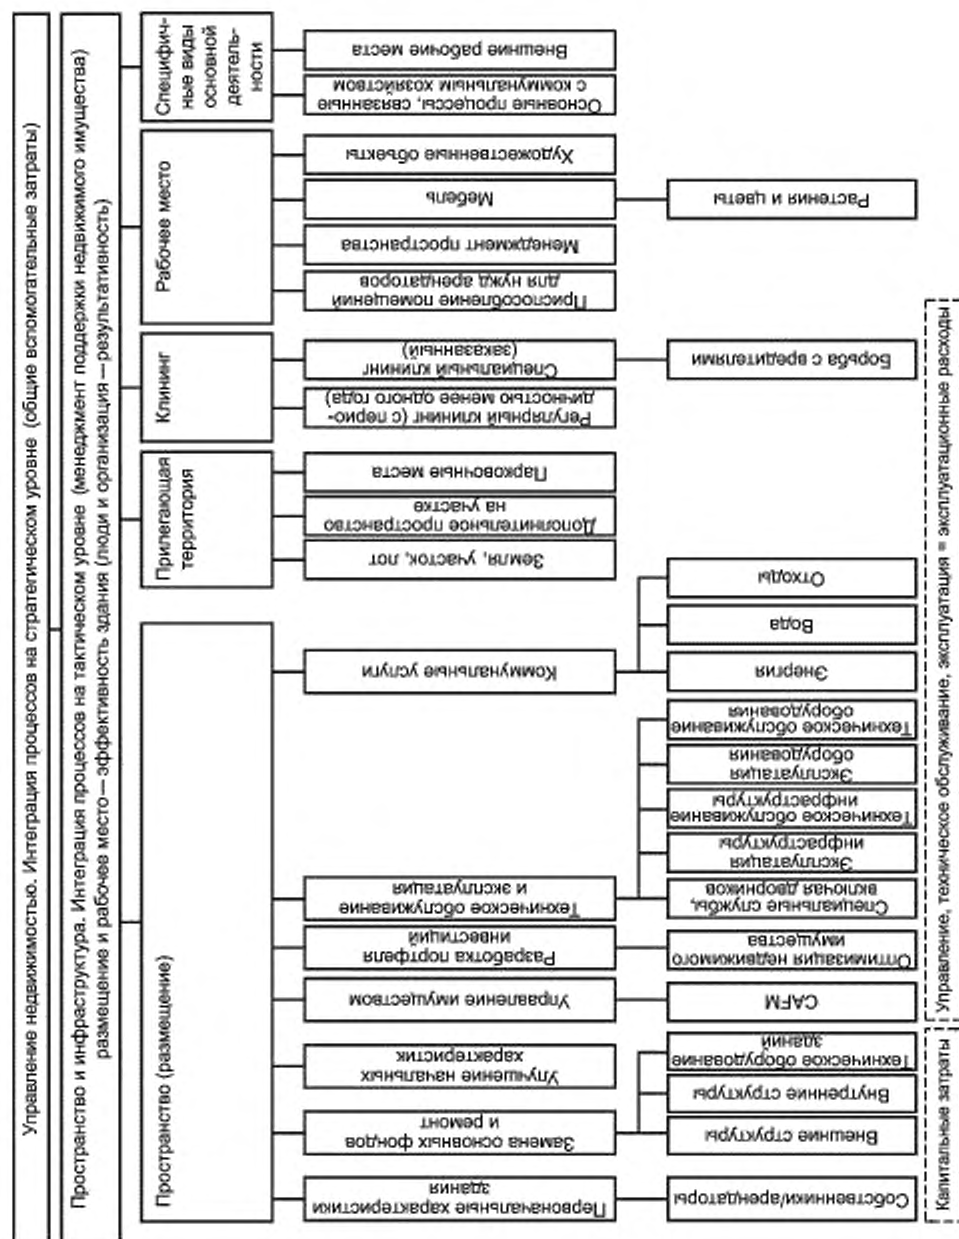 Управление недвижимостью. Интеграция процессов на стратегическом уровне (общие вспомогательные затраты)
Пространство и инфраструктура. Интеграция процессов на тактическом уровне (менеджмент поддержки недвижимого имущества)
размещение и рабочее место— эффективность здания (люди и организация—результативность)
Пространство (размещение)
Первоначальные характеристики
здания
Собственники/арендаторы
Замена основных фондов
и ремонт
Внешние структуры
Внутренние структуры
Техническое оборудование
зданий
Улучшение начальных
характеристик
Управление имуществом
CAFM
Разработка портфеля
инвестиций
Оптимизация недвижимого
имущества
Техническое обслуживание
и эксплуатация
Специальные службы,
включая дворников
Эксплуатация
инфраструктуры
Техническое обслуживание
инфраструктуры
Эксплуатация
оборудования
Техническое обслуживание
оборудования
Коммунальные услуги
Энергия
Вода
Отходы
Прилегающая
территория
Земля, участок, лот
Дополнительное пространство
на участке
Парковочные места
Клининг
Регулярный клининг (с перио-
дичностью менее одного года)
Специальный клининг
(заказанный)
Борьба с вредителями
Рабочее место
Приспособление помещений
для нужд арендаторов
Менеджмент пространства
Мебель
Растения и цветы
Художественные объекты
Специфич-
ные виды
основной
деятель-
ности
Основные процессы, связанные
с коммунальным хозяйством
Внешние рабочие места
Капитальные затраты
Управление, техническое обслуживание, эксплуатация = эксплуатационные расходы